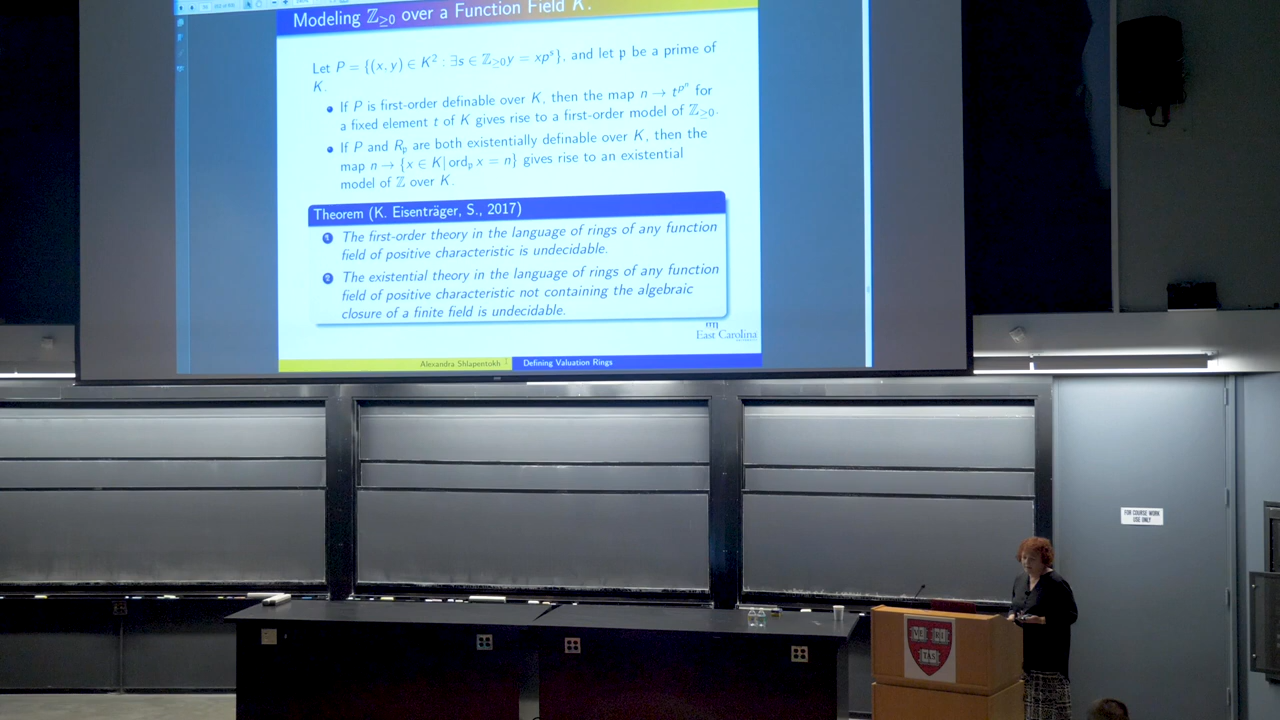 Modeling ℤ≥0 over a Function Field K.
Let P = {(x, y) ∈ K² : ∃s ∈ ℤ≥0 y = xpˢ}, and let 𝔭 be a prime of
K.
If P is first-order definable over K, then the map n → t^{p^n} for
a fixed element t of K gives rise to a first-order model of ℤ≥0.
If P and R_𝔭 are both existentially definable over K, then the
map n → {x ∈ K| ord_𝔭 x = n} gives rise to an existential
model of ℤ over K.
Theorem (K. Eisenträger, S., 2017)
1 The first-order theory in the language of rings of any function
field of positive characteristic is undecidable.
2 The existential theory in the language of rings of any function
field of positive characteristic not containing the algebraic
closure of a finite field is undecidable.
East Carolina
Alexandra Shlapentokh
Defining Valuation Rings
FOR COURSE WORK
USE ONLY
TAS